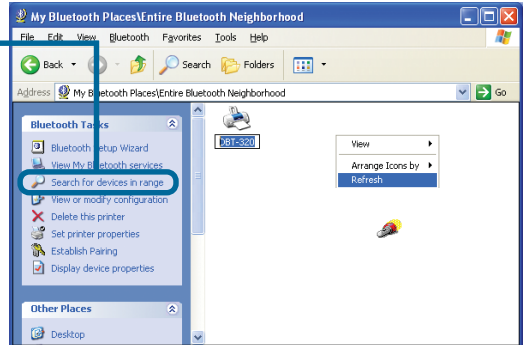 My Bluetooth Places\Entire Bluetooth Neighborhood
File Edit View Bluetooth Favorites Tools Help
Back Search Folders
Address My Bluetooth Places\Entire Bluetooth Neighborhood Go
Bluetooth Tasks
Bluetooth Setup Wizard
View My Bluetooth services
Search for devices in range
View or modify configuration
Delete this printer
Set printer properties
Establish Pairing
Display device properties
Other Places
Desktop
DBT-320
View
Arrange Icons by
Refresh